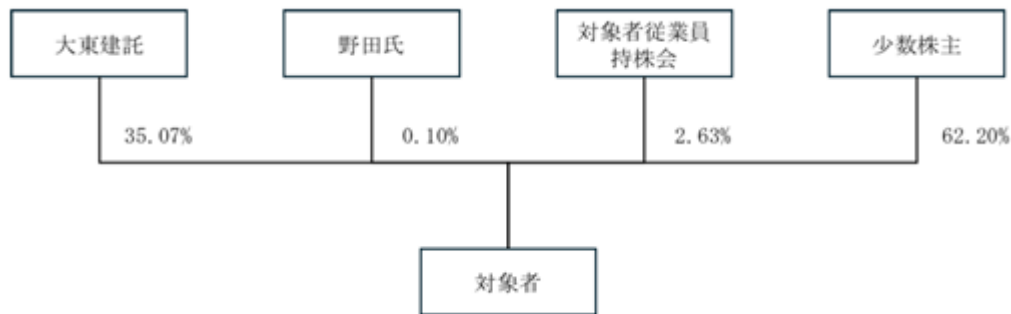 大東建託
野田氏
対象者従業員
持株会
少数株主
35.07%
0.10%
2.63%
62.20%
対象者